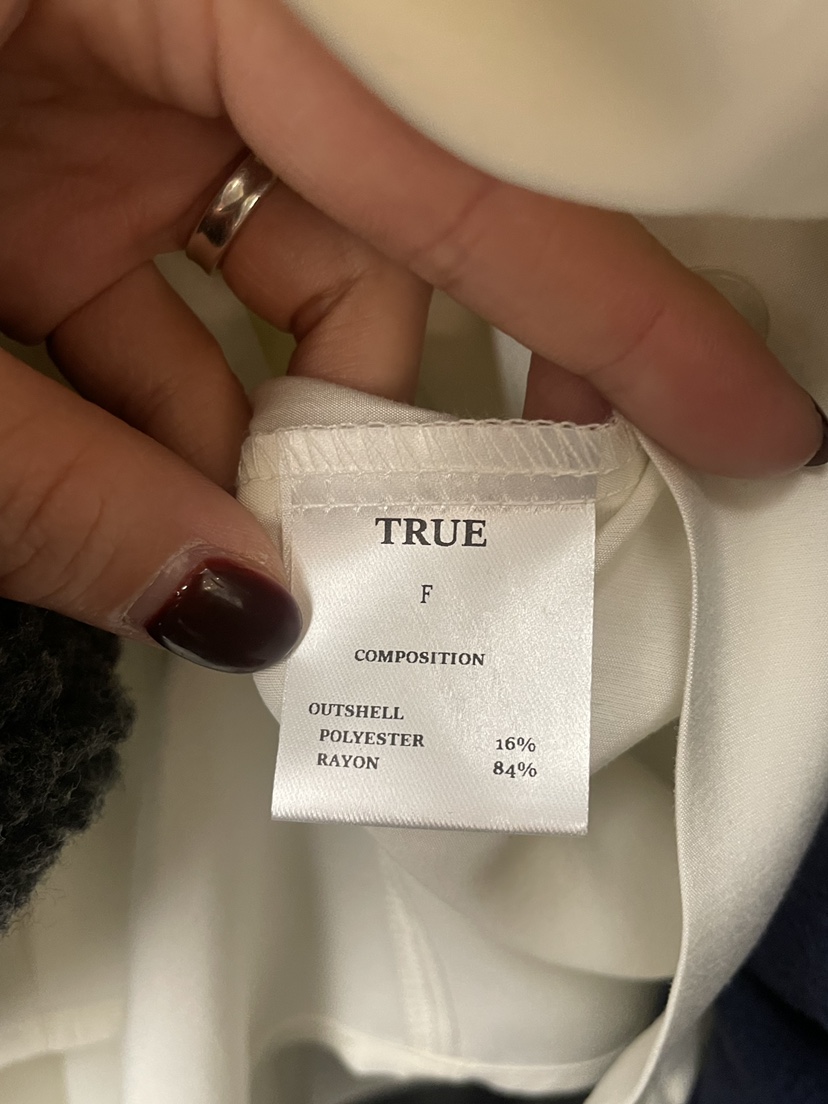 TRUE
F
COMPOSITION
OUTSHELL
POLYESTER 16%
RAYON 84%